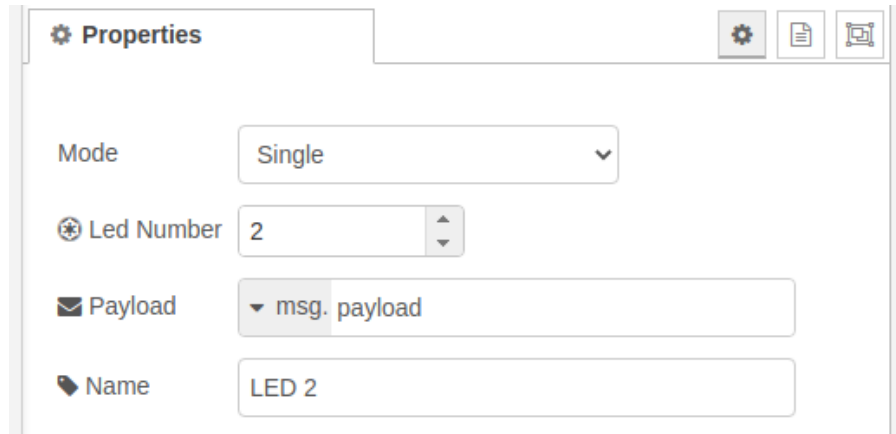 Properties
Mode Single
Led Number 2
Payload msg. payload
Name LED 2